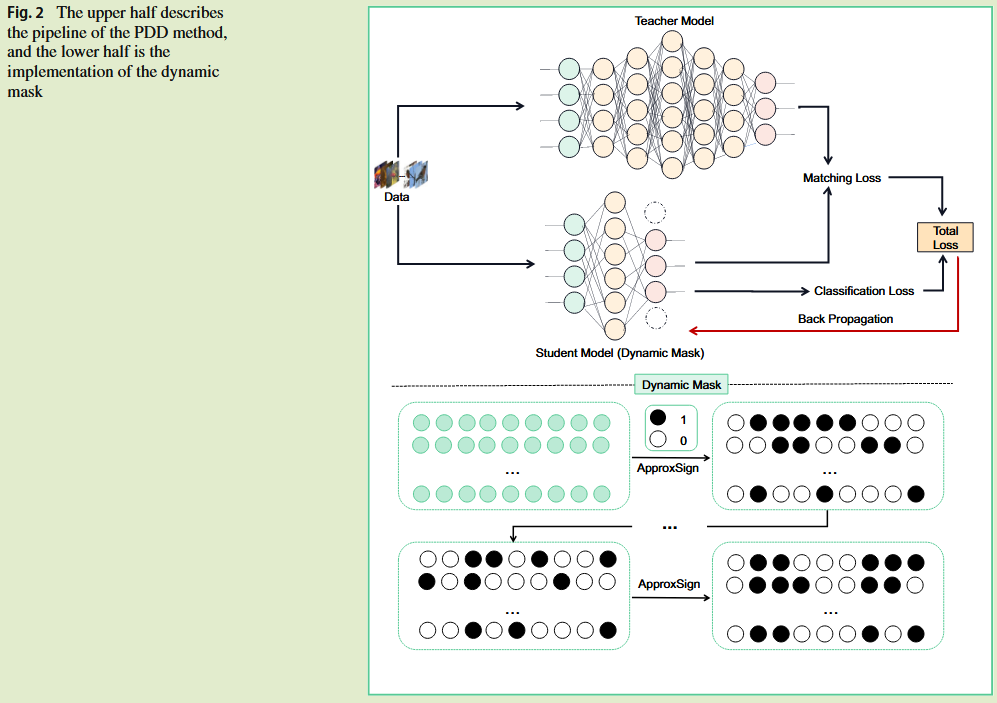 Fig. 2 The upper half describes
the pipeline of the PDD method,
and the lower half is the
implementation of the dynamic
mask
Teacher Model
Data
Matching Loss
Total
Loss
Classification Loss
Back Propagation
Student Model (Dynamic Mask)
Dynamic Mask
1
0
ApproxSign
...
...
...
ApproxSign
...
...